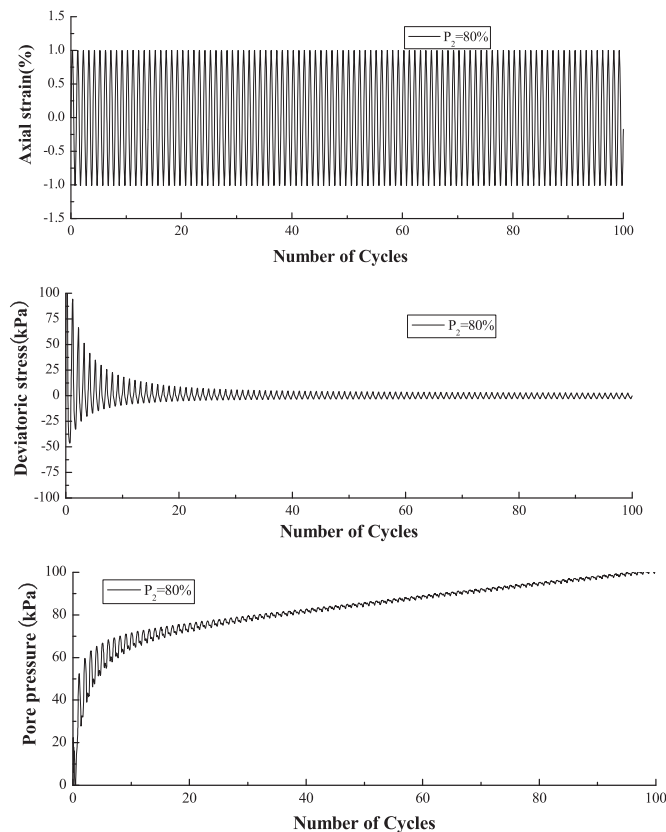 1.5
1.0
0.5
0.0
-0.5
-1.0
-1.5
Axial strain(%)
P2=80%
0 20 40 60 80 100
Number of Cycles
100
75
50
25
0
-25
-50
-75
-100
Deviatoric stress(kPa)
P2=80%
0 20 40 60 80 100
Number of Cycles
100
80
60
40
20
0
Pore pressure (kPa)
P2=80%
0 20 40 60 80 100
Number of Cycles